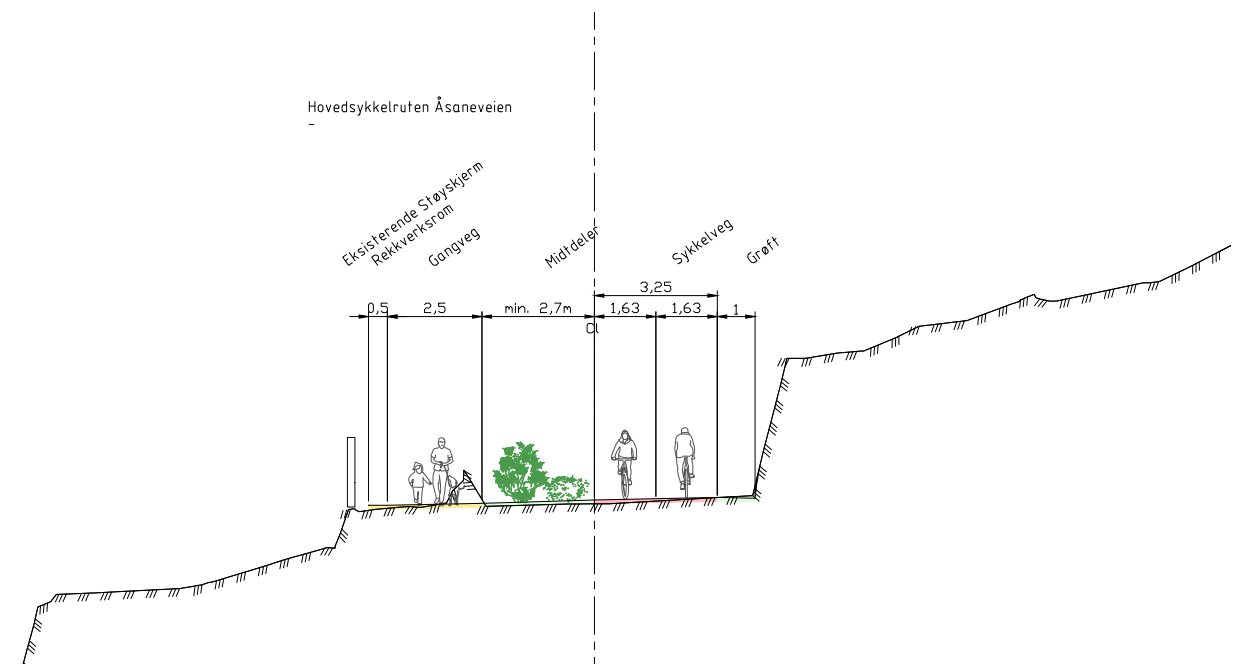 Hovedsykkelruten Åsaneveien
-
Eksisterende Støyskjerm
Rekkverksrom
Gangveg
Midtdeler
Sykkelveg
Grøft
3,25
0,5
2,5
min. 2,7m
1,63
1,63
1
CL